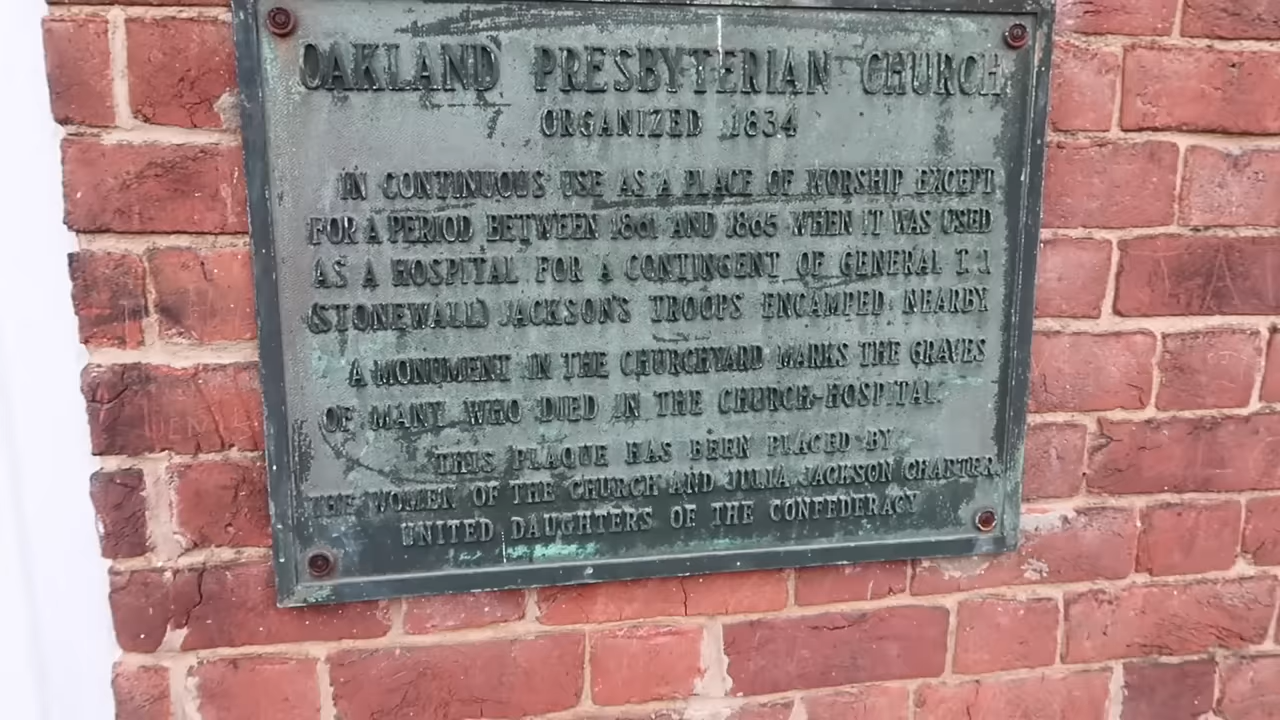 OAKLAND PRESBYTERIAN CHURCH
ORGANIZED 1834
IN CONTINUOUS USE AS A PLACE OF WORSHIP EXCEPT
FOR A PERIOD BETWEEN 1861 AND 1865 WHEN IT WAS USED
AS A HOSPITAL FOR A CONTINGENT OF GENERAL T. J.
(STONEWALL) JACKSON'S TROOPS ENCAMPED NEARBY
A MONUMENT IN THE CHURCHYARD MARKS THE GRAVES
OF MANY WHO DIED IN THE CHURCH-HOSPITAL.
THIS PLAQUE HAS BEEN PLACED BY
THE WOMEN OF THE CHURCH AND JULIA JACKSON CHAPTER,
UNITED DAUGHTERS OF THE CONFEDERACY